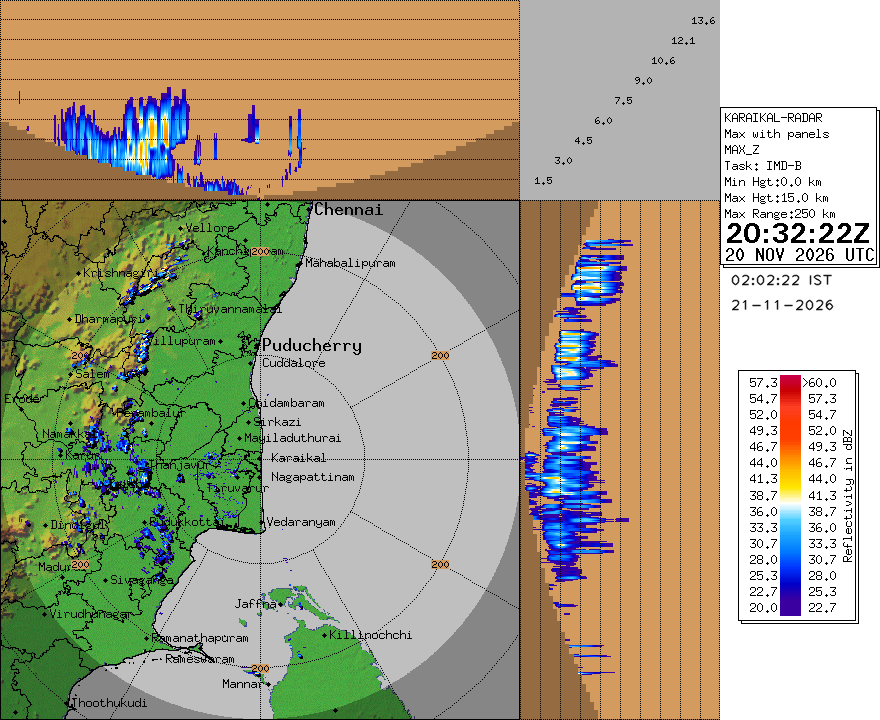 13.6
12.1
10.6
9.0
7.5
6.0
4.5
3.0
1.5
KARAIKAL-RADAR
Max with panels
MAX_Z
Task: IMD-B
Min Hgt:0.0 km
Max Hgt:15.0 km
Max Range:250 km
20:32:22Z
20 NOV 2026 UTC
02:02:22 IST
21-11-2026
57.3 >60.0
54.7 57.3
52.0 54.7
49.3 52.0
46.7 49.3
44.0 46.7
41.3 44.0
38.7 41.3
36.0 38.7
33.3 36.0
30.7 33.3
28.0 30.7
25.3 28.0
22.7 25.3
20.0 22.7
Reflectivity in dBZ
Chennai
Vellore
200
Mahabalipuram
Krishnagiri
Thiruvannamalai
Dharmapuri
Villupuram
Puducherry
200
200
Cuddalore
Salem
Erode
Chidambaram
Perambalur
Sirkazi
Namakkal
Mayiladuthurai
Karur
Karaikal
Thanjavur
Nagapattinam
Tiruvarur
Pudukkottai
Vedaranyam
Dindigul
200
200
Madurai
Sivaganga
Jaffna
Virudhunagar
Killinochchi
Ramanathapuram
Rameswaram
200
Mannar
Thoothukudi